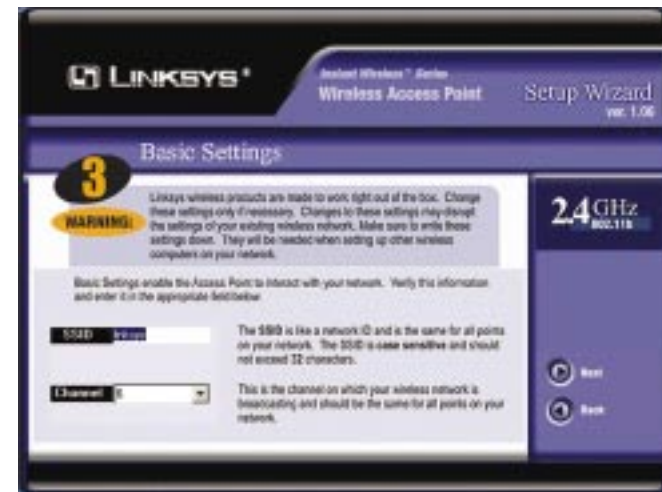 LINKSYS®
Instant Wireless™ Series
Wireless Access Point
Setup Wizard
ver. 1.06
Basic Settings
3
WARNING:
Linksys wireless products are made to work right out of the box. Change
these settings only if necessary. Changes to these settings may disrupt
the settings of your existing wireless network. Make sure to write these
settings down. They will be needed when setting up other wireless
computers on your network.
2.4 GHz
802.11b
Basic Settings enable the Access Point to interact with your network. Verify this information
and enter it in the appropriate field below
SSID linksys
The SSID is like a network ID and is the same for all points
on your network. The SSID is case sensitive and should
not exceed 32 characters.
Channel 6
This is the channel on which your wireless network is
broadcasting and should be the same for all points on your
network.
Next
Back